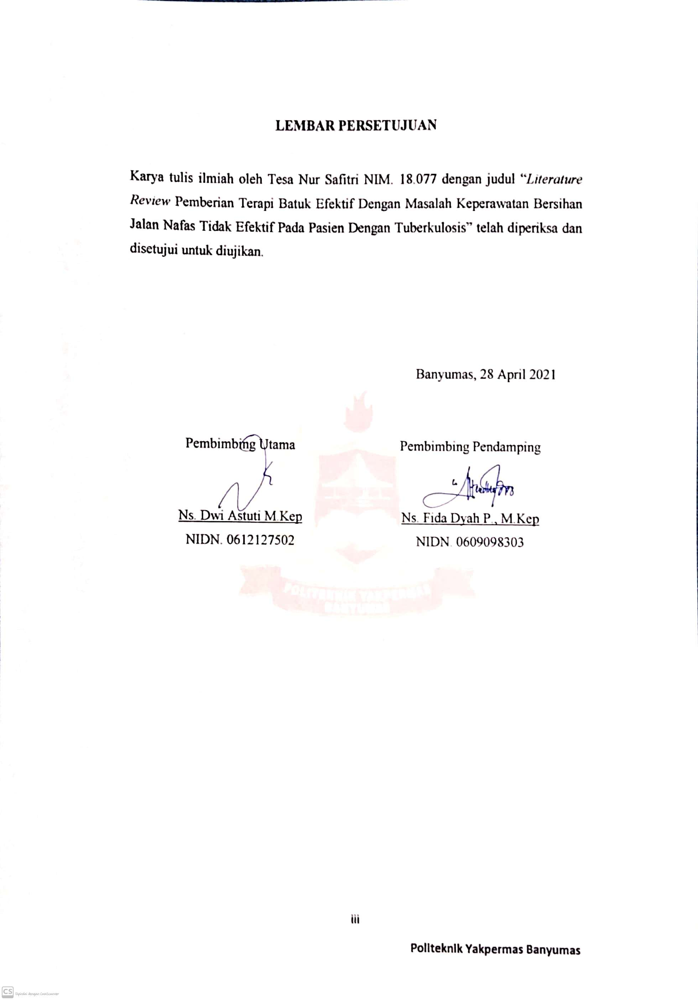 LEMBAR PERSETUJUAN
Karya tulis ilmiah oleh Tesa Nur Safitri NIM. 18.077 dengan judul “Literature
Review Pemberian Terapi Batuk Efektif Dengan Masalah Keperawatan Bersihan
Jalan Nafas Tidak Efektif Pada Pasien Dengan Tuberkulosis” telah diperiksa dan
disetujui untuk diujikan.
Banyumas, 28 April 2021
Pembimbing Utama
Pembimbing Pendamping
Ns. Dwi Astuti M.Kep
Ns. Fida Dyah P., M.Kep
NIDN. 0612127502
NIDN. 0609098303
POLITEKNIK YAKPERMAS
BANYUMAS
iii
Politeknik Yakpermas Banyumas
CS Dipindai dengan CamScanner